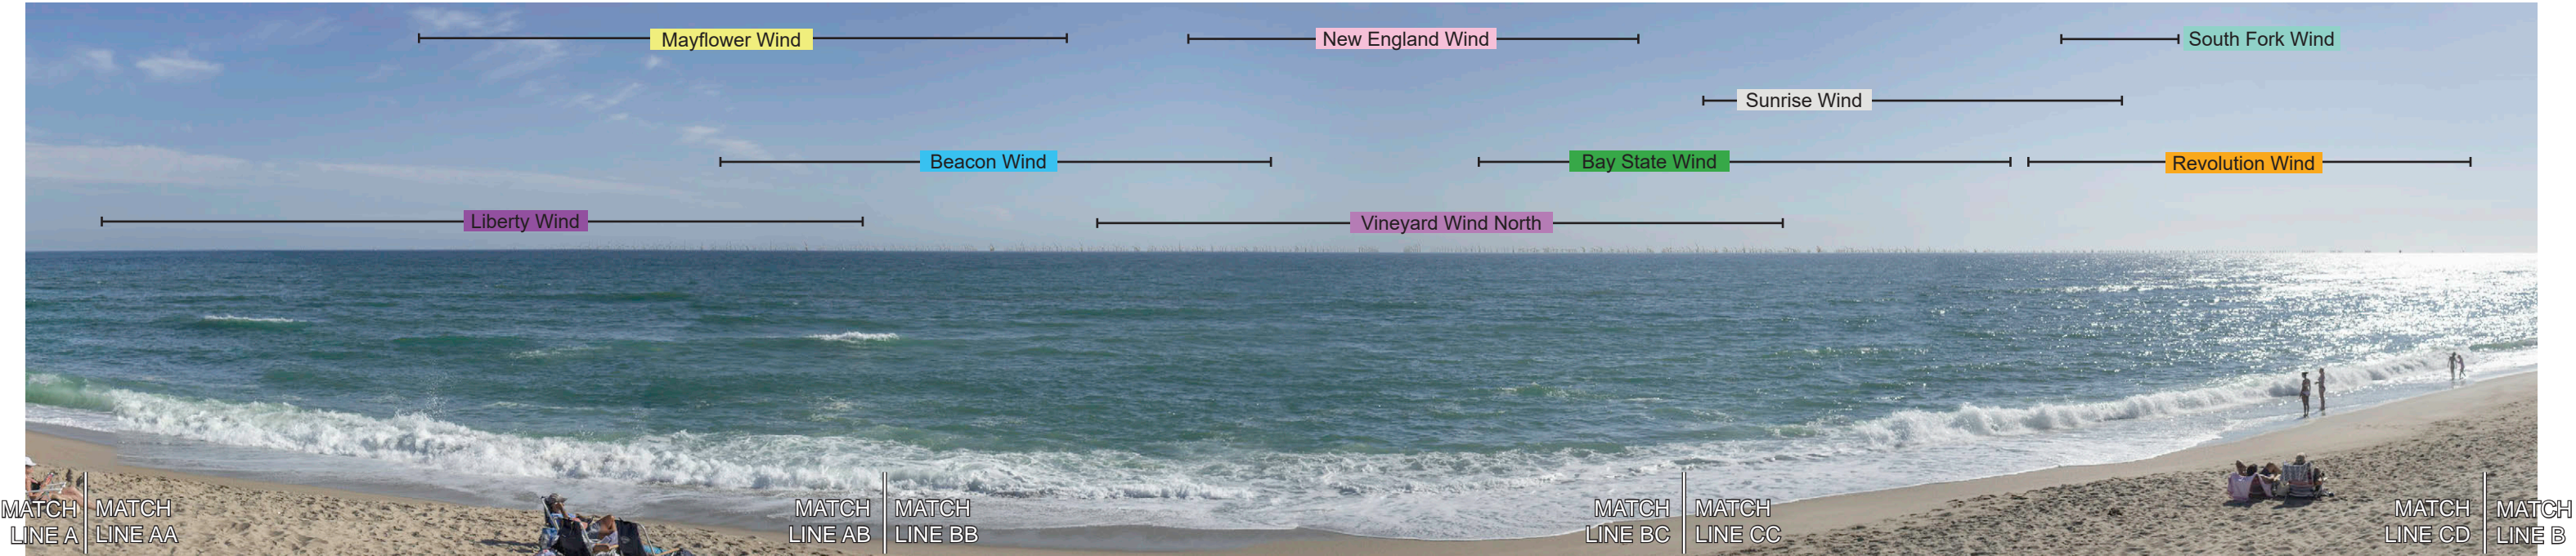 Mayflower Wind
New England Wind
South Fork Wind
Sunrise Wind
Beacon Wind
Bay State Wind
Revolution Wind
Liberty Wind
Vineyard Wind North
MATCH
LINE A
MATCH
LINE AA
MATCH
LINE AB
MATCH
LINE BB
MATCH
LINE BC
MATCH
LINE CC
MATCH
LINE CD
MATCH
LINE B